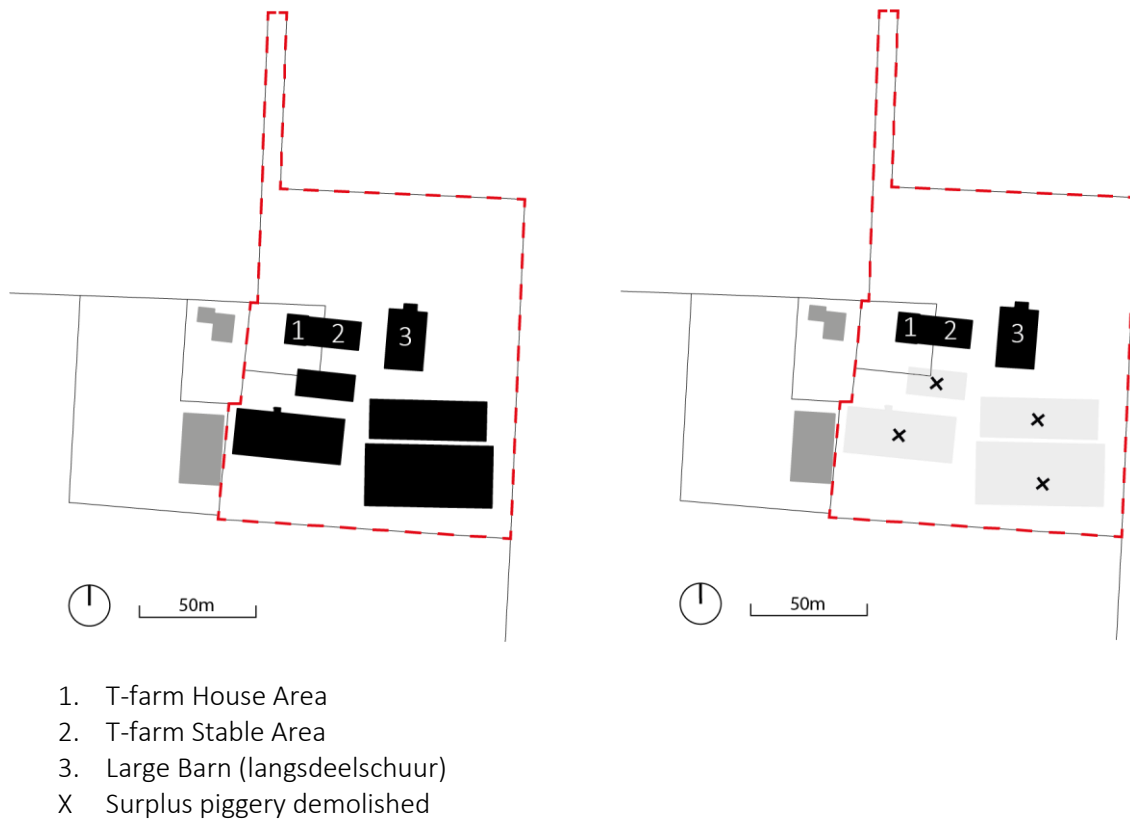 1 2
3
50m
1 2
3
50m
1. T-farm House Area
2. T-farm Stable Area
3. Large Barn (langsdeelschuur)
X Surplus piggery demolished